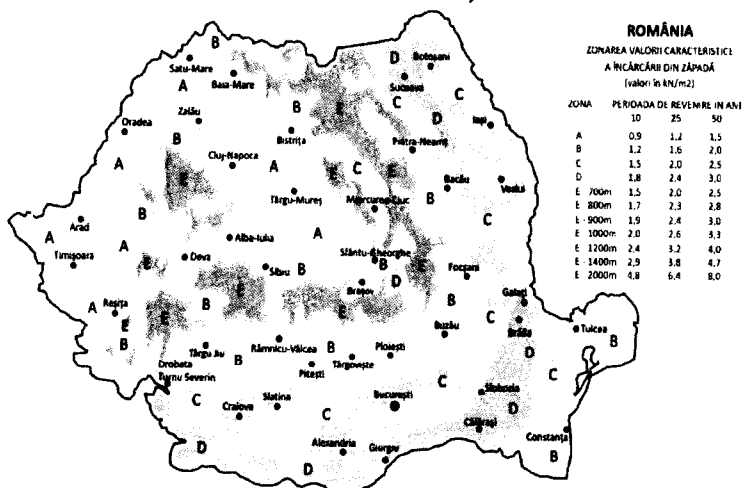 ROMÂNIA
ZONAREA VALORII CARACTERISTICE
A ÎNCĂRCĂRII DIN ZĂPADĂ
(valori în kN/m2)
ZONA PERIOADA DE REVENIRE IN ANI
10 25 50
A 0,9 1,2 1,5
B 1,2 1,6 2,0
C 1,5 2,0 2,5
D 1,8 2,4 3,0
E - 700m 1,5 2,0 2,5
E - 800m 1,7 2,3 2,8
E - 900m 1,9 2,4 3,0
E - 1000m 2,0 2,6 3,3
E - 1200m 2,4 3,2 4,0
E - 1400m 2,9 3,8 4,7
E - 2000m 4,8 6,4 8,0
B
D Botoșani
Satu-Mare
Baia-Mare
Suceava
A
C
C
B
E
D
Zalău
Iași
Oradea
B
Bistrița
Piatra-Neamț
A
Cluj-Napoca
A
E
C
E
E
Bacău
Vaslui
Târgu-Mureș
B
B
Miercurea-Ciuc
C
Arad
A
Alba-Iulia
A
A
Timișoara
E
Deva
Sfântu-Gheorghe
B
Sibiu
B
E
Focșani
D
Brașov
A
Reșița
E
B
E
E
E
B
Galați
C
E
B
Buzău
Brăila
Tulcea
B
Târgu Jiu
B
Râmnicu-Vâlcea
B
Ploiești
D
Drobeta
Turnu Severin
Pitești
Târgoviște
C
C
C
Craiova
Slatina
C
București
Slobozia
D
Călărași
Constanța
D
Alexandria
Giurgiu
D
B